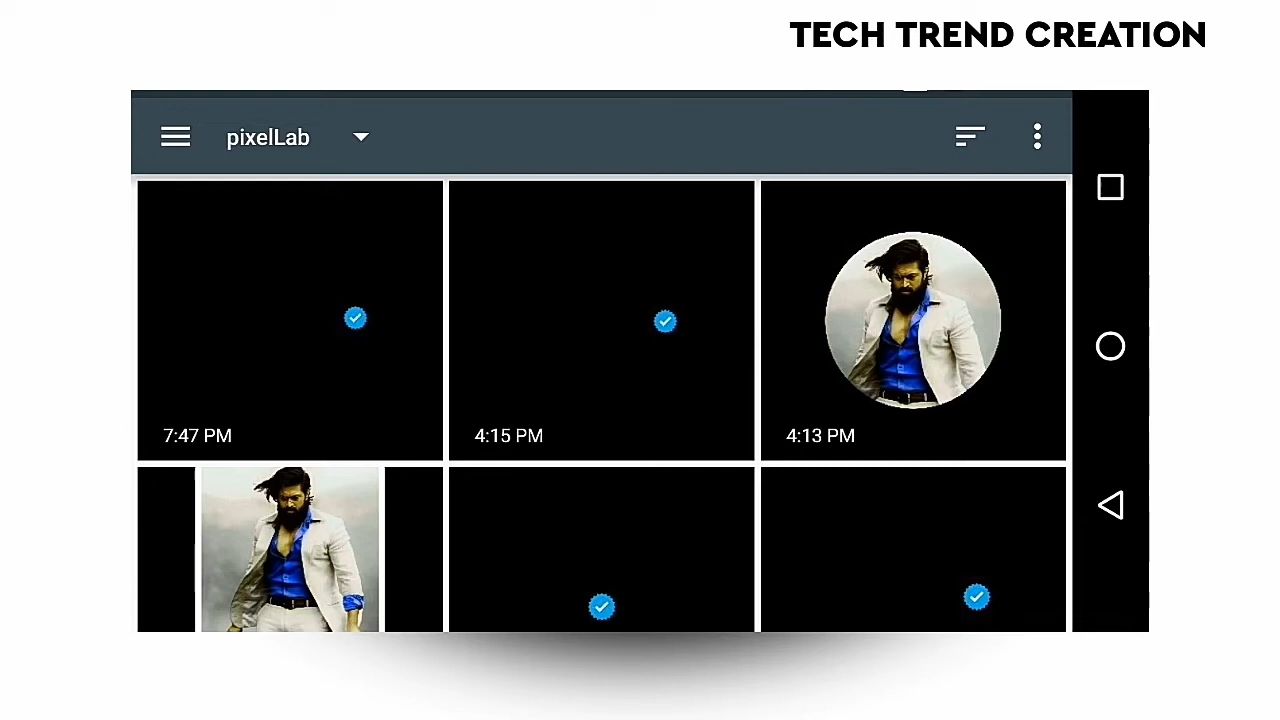 TECH TREND CREATION
pixelLab
7:47 PM
4:15 PM
4:13 PM